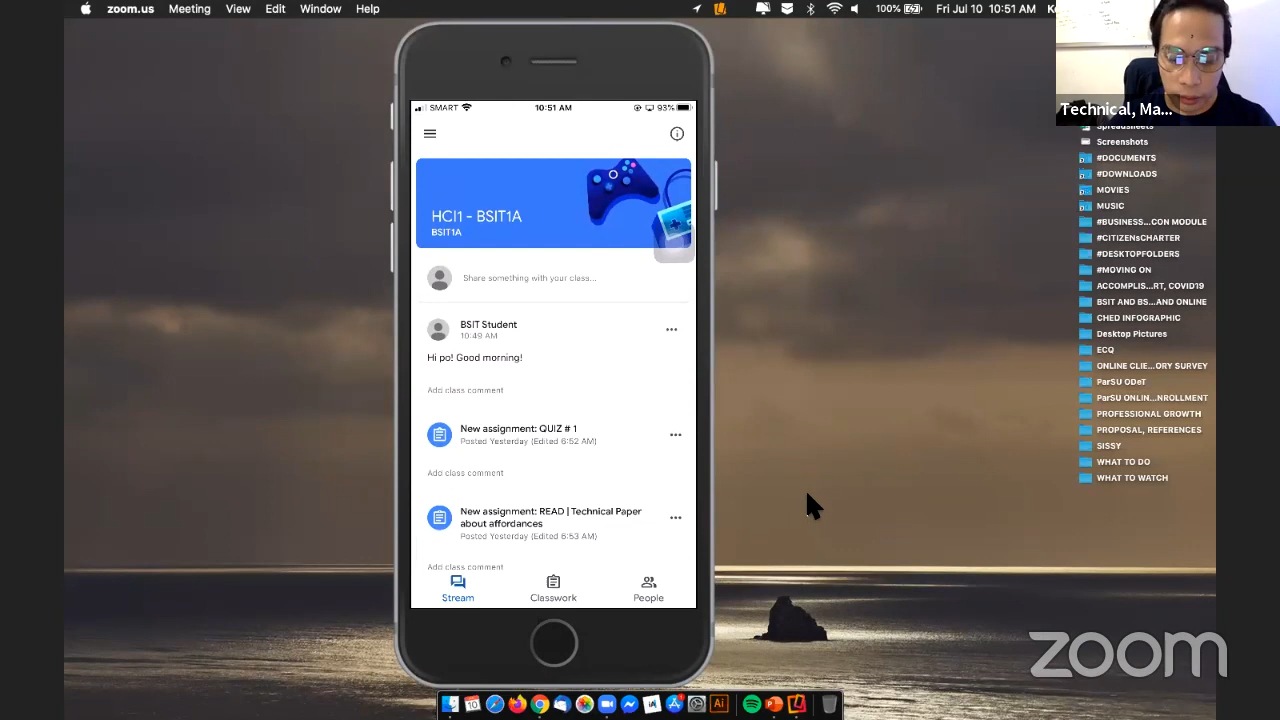 zoom.us Meeting View Edit Window Help
100% Fri Jul 10 10:51 AM
Technical, Ma...
SMART 10:51 AM 93%
HCI1 - BSIT1A
BSIT1A
Share something with your class...
BSIT Student
10:49 AM
Hi po! Good morning!
Add class comment
New assignment: QUIZ # 1
Posted Yesterday (Edited 6:52 AM)
Add class comment
New assignment: READ | Technical Paper
about affordances
Posted Yesterday (Edited 6:53 AM)
Add class comment
Stream Classwork People
Spreadsheets
Screenshots
#DOCUMENTS
#DOWNLOADS
MOVIES
MUSIC
#BUSINESS...CON MODULE
#CITIZENsCHARTER
#DESKTOPFOLDERS
#MOVING ON
ACCOMPLIS...RT, COVID19
BSIT AND BS...AND ONLINE
CHED INFOGRAPHIC
Desktop Pictures
ECQ
ONLINE CLIE...ORY SURVEY
ParSU ODeT
ParSU ONLIN...NROLLMENT
PROFESSIONAL GROWTH
PROPOSAL, REFERENCES
SISSY
WHAT TO DO
WHAT TO WATCH
zoom
10
Ai